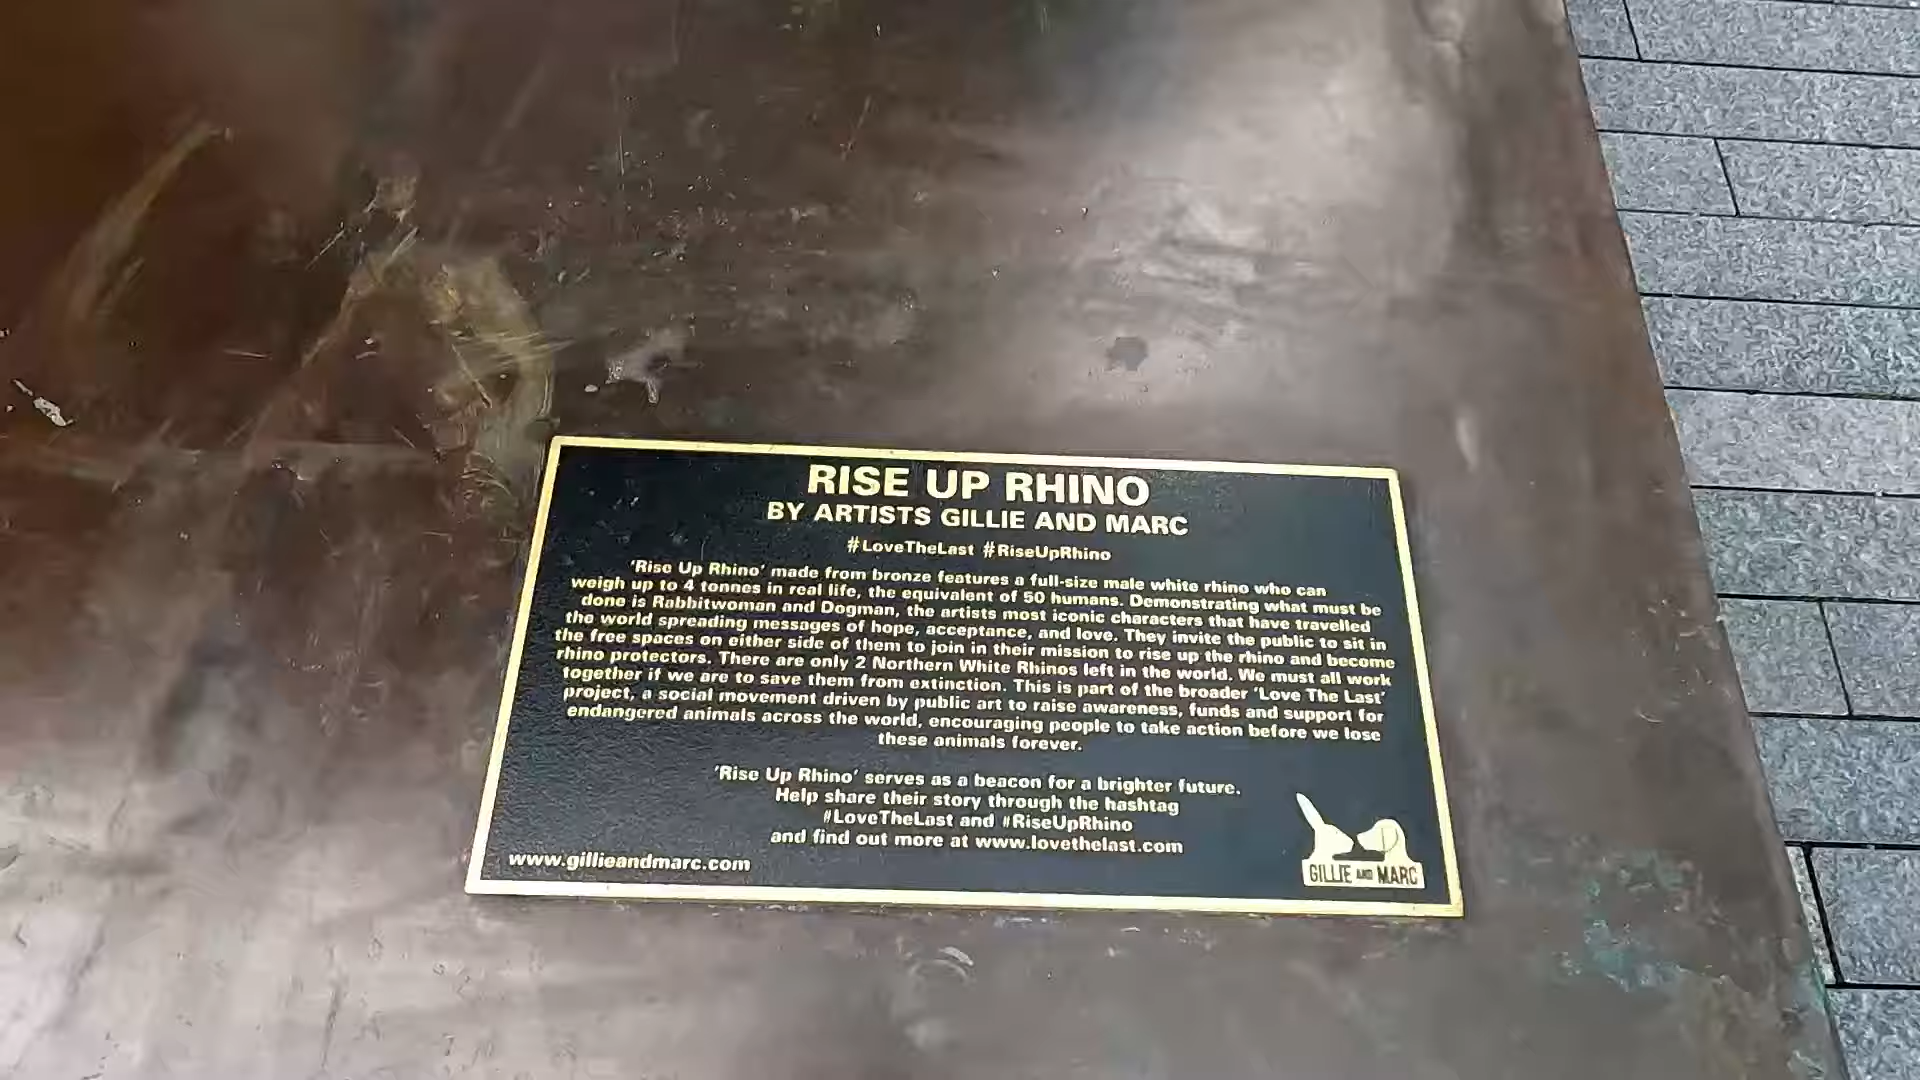 RISE UP RHINO
BY ARTISTS GILLIE AND MARC
#LoveTheLast #RiseUpRhino
'Rise Up Rhino' made from bronze features a full-size male white rhino who can
weigh up to 4 tonnes in real life, the equivalent of 50 humans. Demonstrating what must be
done is Rabbitwoman and Dogman, the artists most iconic characters that have travelled
the world spreading messages of hope, acceptance, and love. They invite the public to sit in
the free spaces on either side of them to join in their mission to rise up the rhino and become
rhino protectors. There are only 2 Northern White Rhinos left in the world. We must all work
together if we are to save them from extinction. This is part of the broader 'Love The Last'
project, a social movement driven by public art to raise awareness, funds and support for
endangered animals across the world, encouraging people to take action before we lose
these animals forever.
'Rise Up Rhino' serves as a beacon for a brighter future.
Help share their story through the hashtag
#LoveTheLast and #RiseUpRhino
and find out more at www.lovethelast.com
www.gillieandmarc.com
GILLIE AND MARC